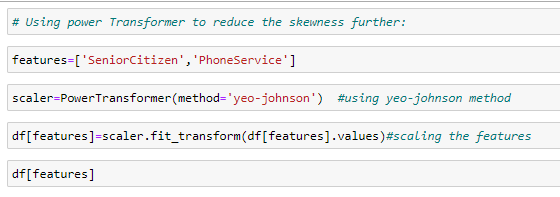 # Using power Transformer to reduce the skewness further:
features=['SeniorCitizen','PhoneService']
scaler=PowerTransformer(method='yeo-johnson')  #using yeo-johnson method
df[features]=scaler.fit_transform(df[features].values)#scaling the features
df[features]